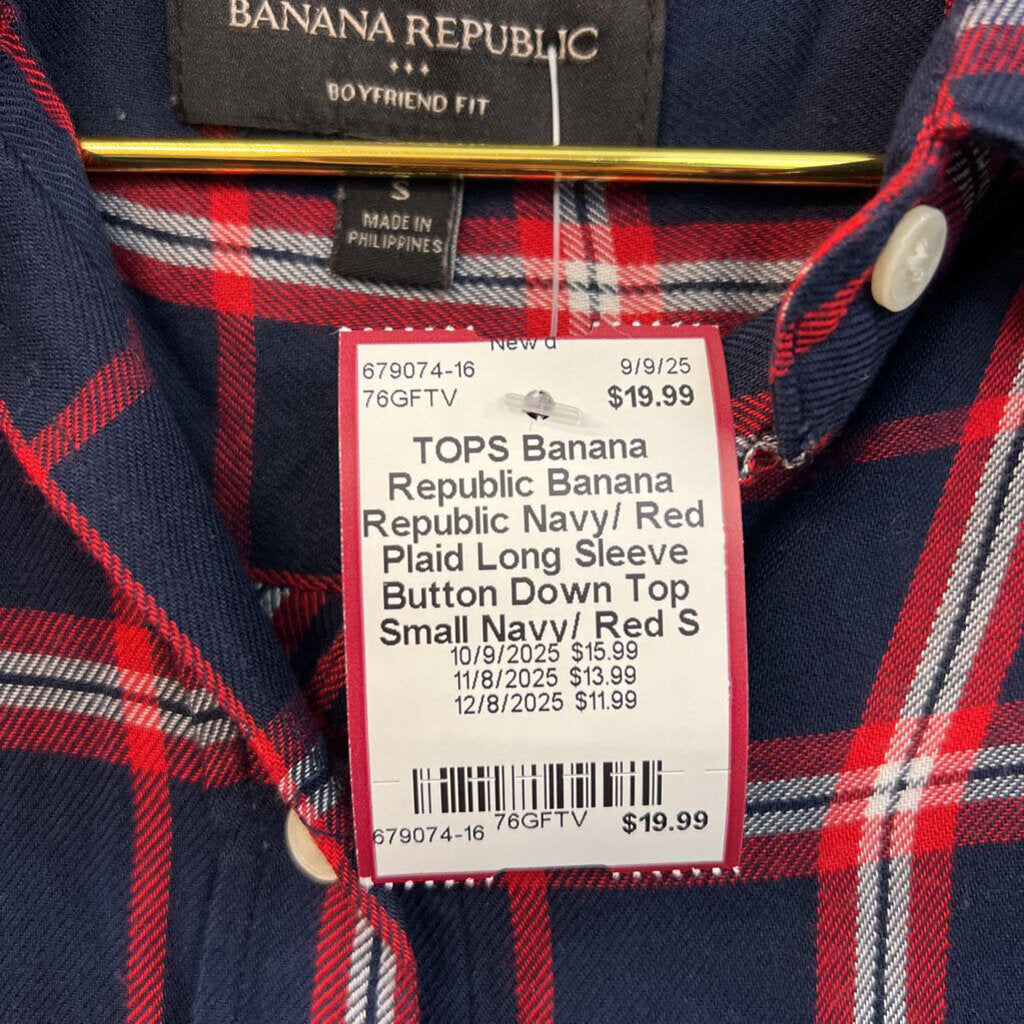 BANANA REPUBLIC
BOYFRIEND FIT
S
MADE IN
PHILIPPINES
New
679074-16 9/9/25
76GFTV $19.99
TOPS Banana
Republic Banana
Republic Navy/ Red
Plaid Long Sleeve
Button Down Top
Small Navy/ Red S
10/9/2025 $15.99
11/8/2025 $13.99
12/8/2025 $11.99
679074-16 76GFTV $19.99